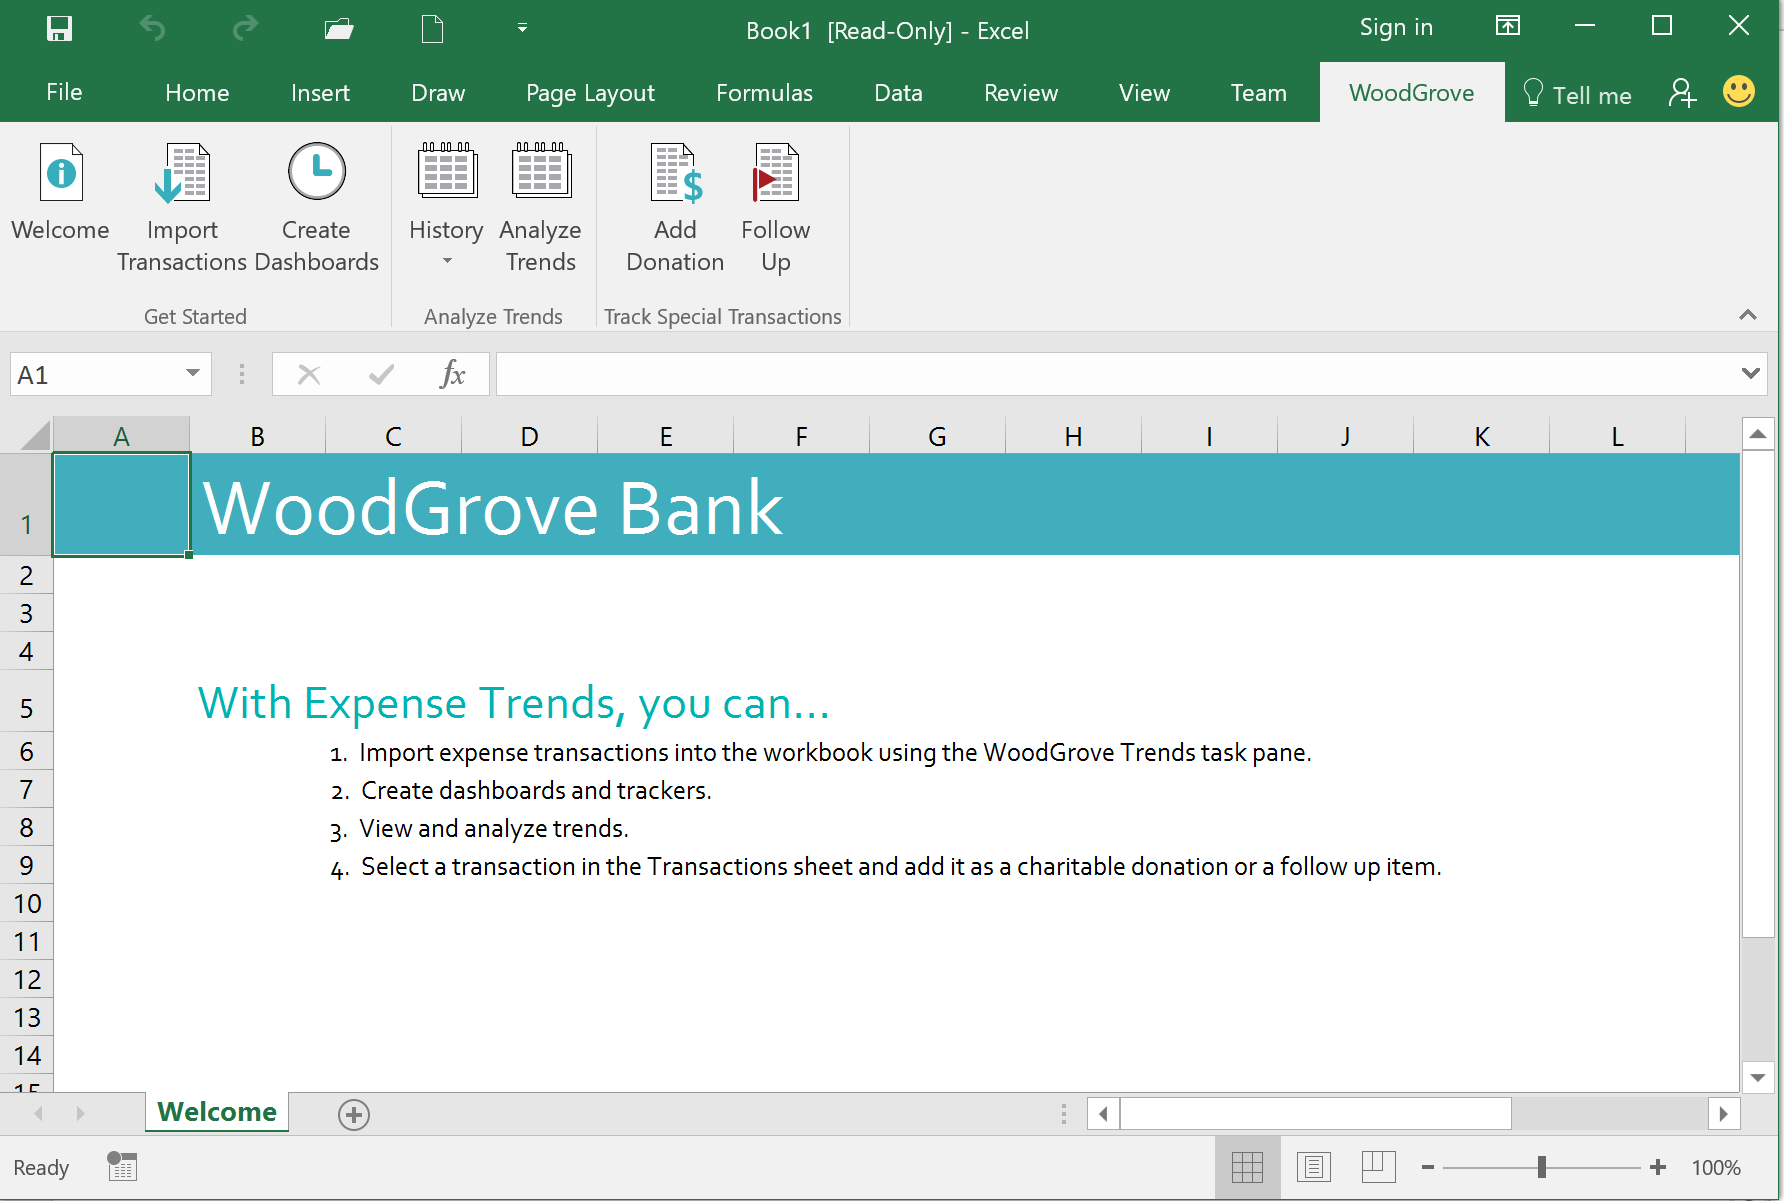 Book1 [Read-Only] - Excel
Sign in
File Home Insert Draw Page Layout Formulas Data Review View Team WoodGrove Tell me
Welcome
Import
Transactions
Create
Dashboards
Get Started
History
Analyze
Trends
Analyze Trends
Add
Donation
Follow
Up
Track Special Transactions
A1
fx
A B C D E F G H I J K L
1 WoodGrove Bank
2
3
4
5 With Expense Trends, you can...
6 1. Import expense transactions into the workbook using the WoodGrove Trends task pane.
7 2. Create dashboards and trackers.
8 3. View and analyze trends.
9 4. Select a transaction in the Transactions sheet and add it as a charitable donation or a follow up item.
10
11
12
13
14
15
Welcome
Ready
100%